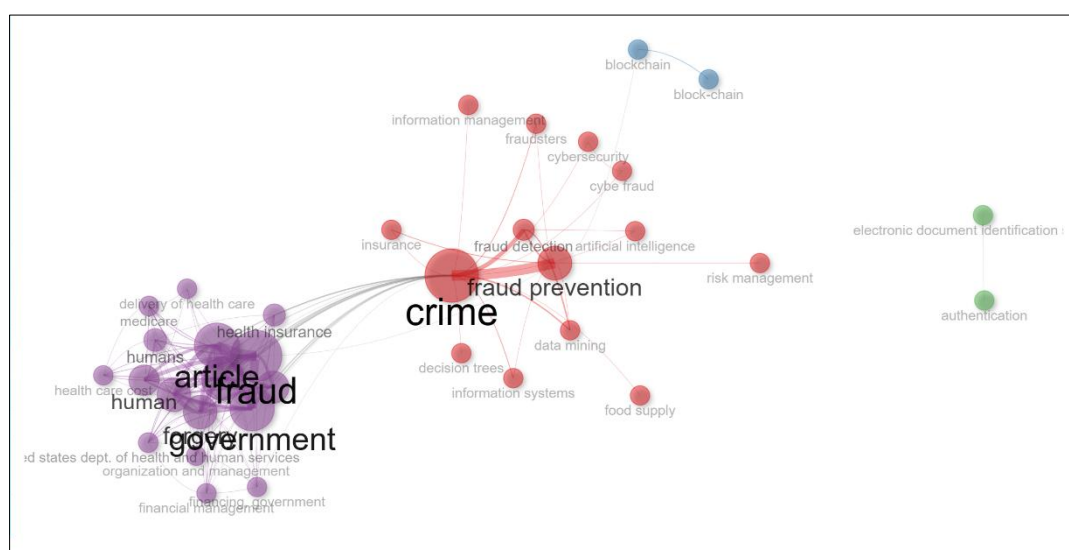 blockchain
block-chain
information management
fraudsters
cybersecurity
cybe fraud
electronic document identification s
insurance
fraud detection
artificial intelligence
risk management
fraud prevention
crime
delivery of health care
medicare
health insurance
authentication
humans
data mining
article
decision trees
health care cost
fraud
information systems
human
food supply
forgery
government
ed states dept. of health and human services
organization and management
financing, government
financial management